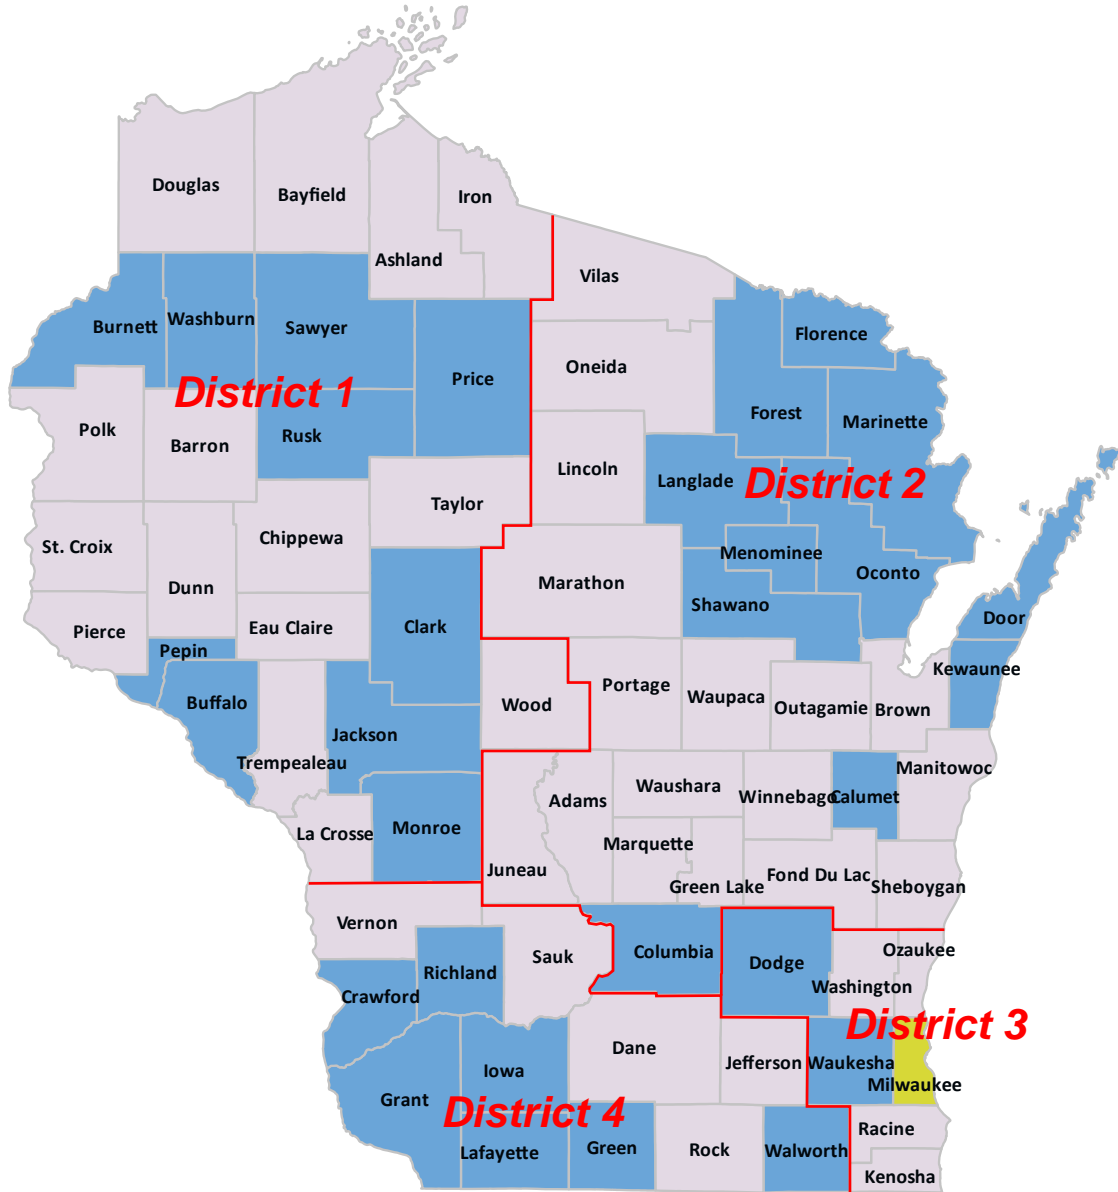 Douglas
Bayfield
Iron
Ashland
Vilas
Burnett
Washburn
Sawyer
Florence
Price
Oneida
District 1
Forest
Marinette
Polk
Barron
Rusk
Lincoln
Langlade
District 2
Taylor
St. Croix
Chippewa
Menominee
Marathon
Oconto
Dunn
Shawano
Door
Pierce
Eau Claire
Clark
Pepin
Kewaunee
Portage
Waupaca
Buffalo
Wood
Outagamie
Brown
Jackson
Trempealeau
Manitowoc
Waushara
Winnebago
Calumet
Adams
La Crosse
Monroe
Marquette
Juneau
Green Lake
Fond Du Lac
Sheboygan
Vernon
Sauk
Columbia
Ozaukee
Dodge
Richland
Washington
Crawford
District 3
Dane
Jefferson
Waukesha
Iowa
Milwaukee
Grant
District 4
Racine
Lafayette
Green
Rock
Walworth
Kenosha